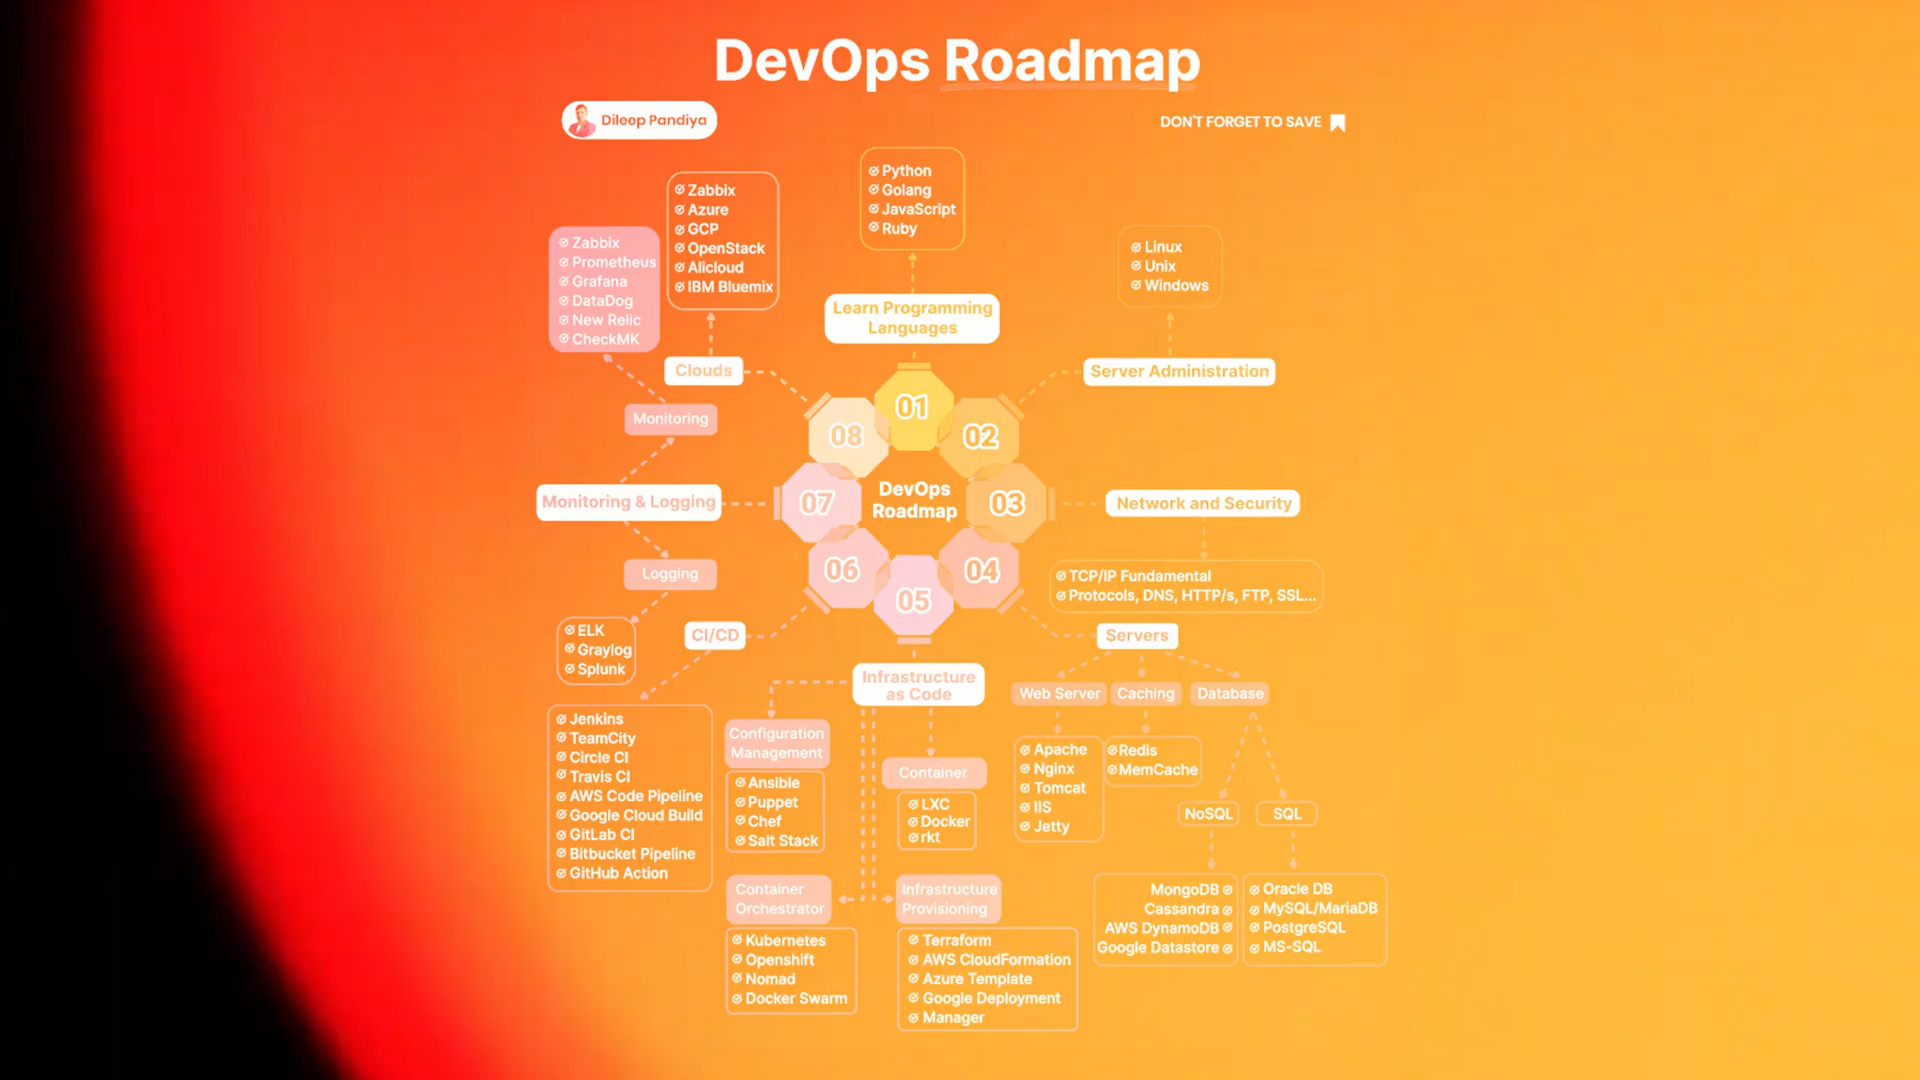 DevOps Roadmap
Dileep Pandiya
DON'T FORGET TO SAVE
DevOps
Roadmap
01
Learn Programming
Languages
Python
Golang
JavaScript
Ruby
02
Server Administration
Linux
Unix
Windows
03
Network and Security
TCP/IP Fundamental
Protocols, DNS, HTTP/s, FTP, SSL...
04
Servers
Web Server
Apache
Nginx
Tomcat
IIS
Jetty
Caching
Redis
MemCache
Database
NoSQL
MongoDB
Cassandra
AWS DynamoDB
Google Datastore
SQL
Oracle DB
MySQL/MariaDB
PostgreSQL
MS-SQL
05
Infrastructure
as Code
Configuration
Management
Ansible
Puppet
Chef
Salt Stack
Container
LXC
Docker
rkt
Container
Orchestrator
Kubernetes
Openshift
Nomad
Docker Swarm
Infrastructure
Provisioning
Terraform
AWS CloudFormation
Azure Template
Google Deployment
Manager
06
CI/CD
Jenkins
TeamCity
Circle CI
Travis CI
AWS Code Pipeline
Google Cloud Build
GitLab CI
Bitbucket Pipeline
GitHub Action
07
Monitoring & Logging
Monitoring
Zabbix
Prometheus
Grafana
DataDog
New Relic
CheckMK
Logging
ELK
Graylog
Splunk
08
Clouds
Zabbix
Azure
GCP
OpenStack
Alicloud
IBM Bluemix